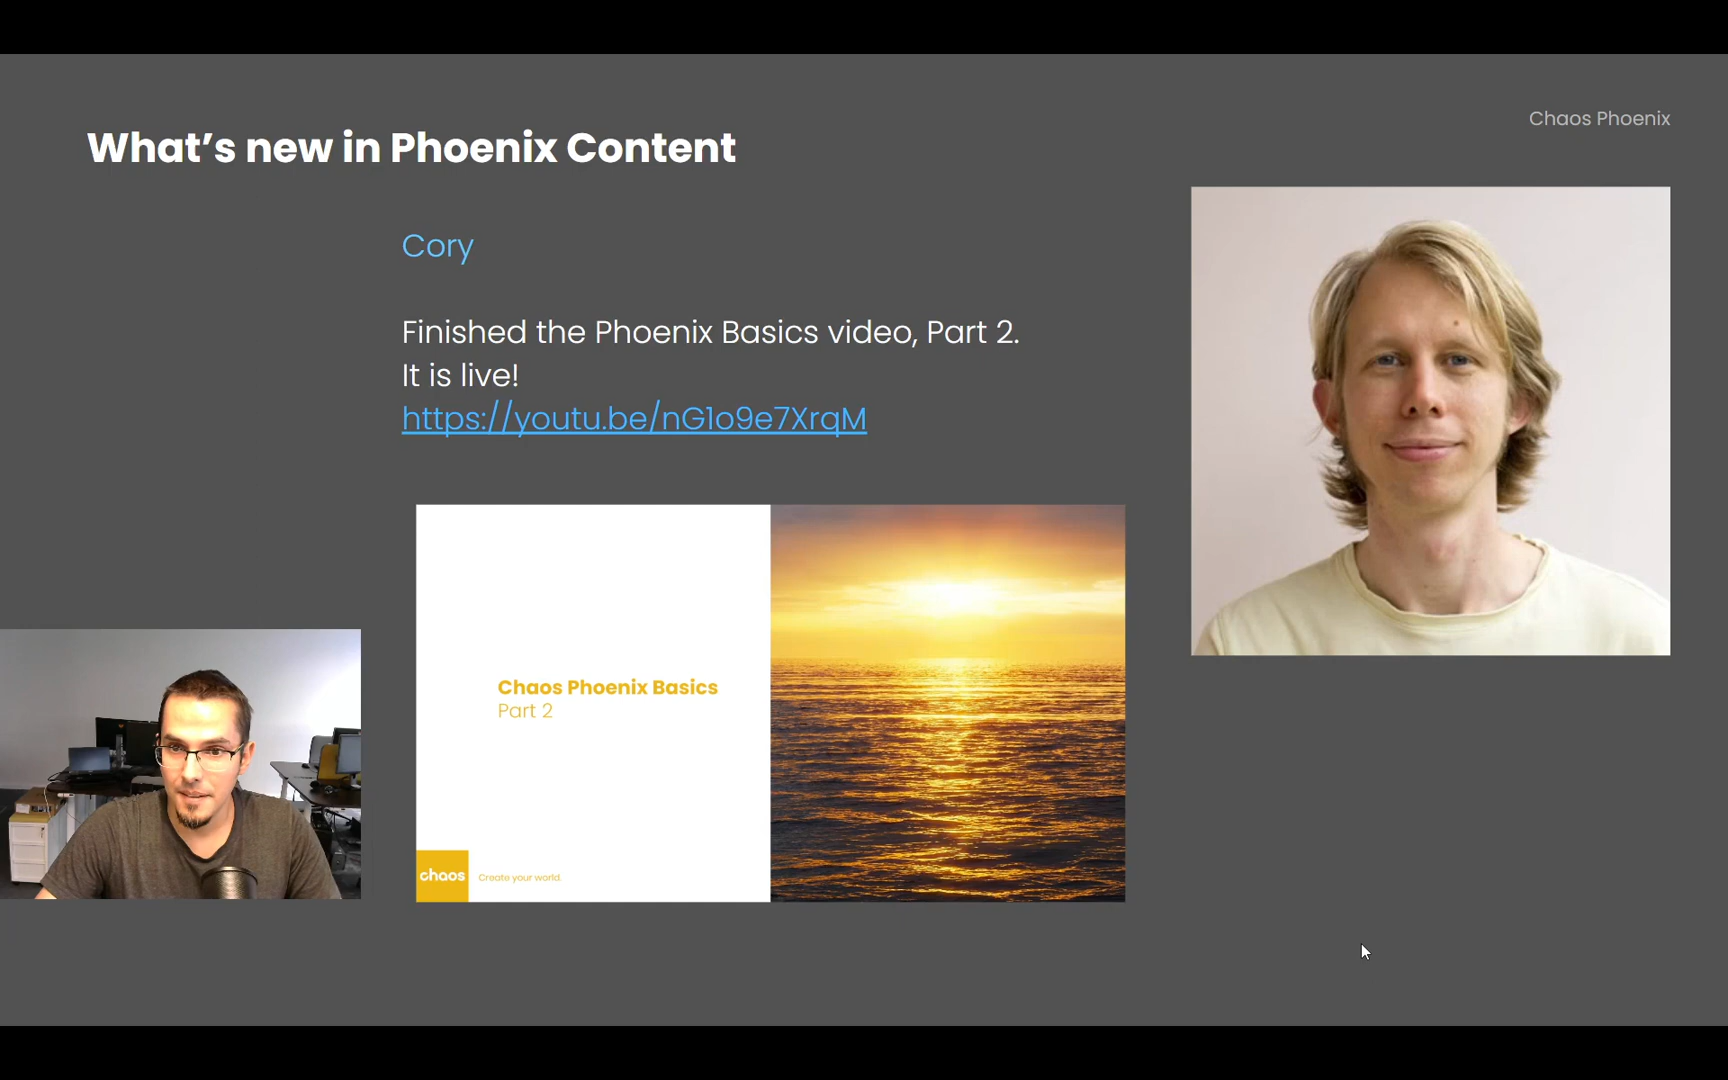 Chaos Phoenix
What's new in Phoenix Content
Cory
Finished the Phoenix Basics video, Part 2.
It is live!
https://youtu.be/nG1o9e7XrqM
Chaos Phoenix Basics
Part 2
chaos
Create your world.